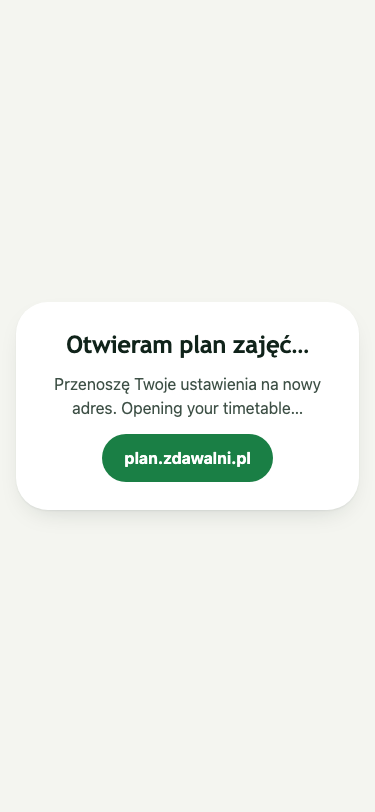 Otwieram plan zajęć…
Przenoszę Twoje ustawienia na nowy
adres. Opening your timetable…
plan.zdawalni.pl